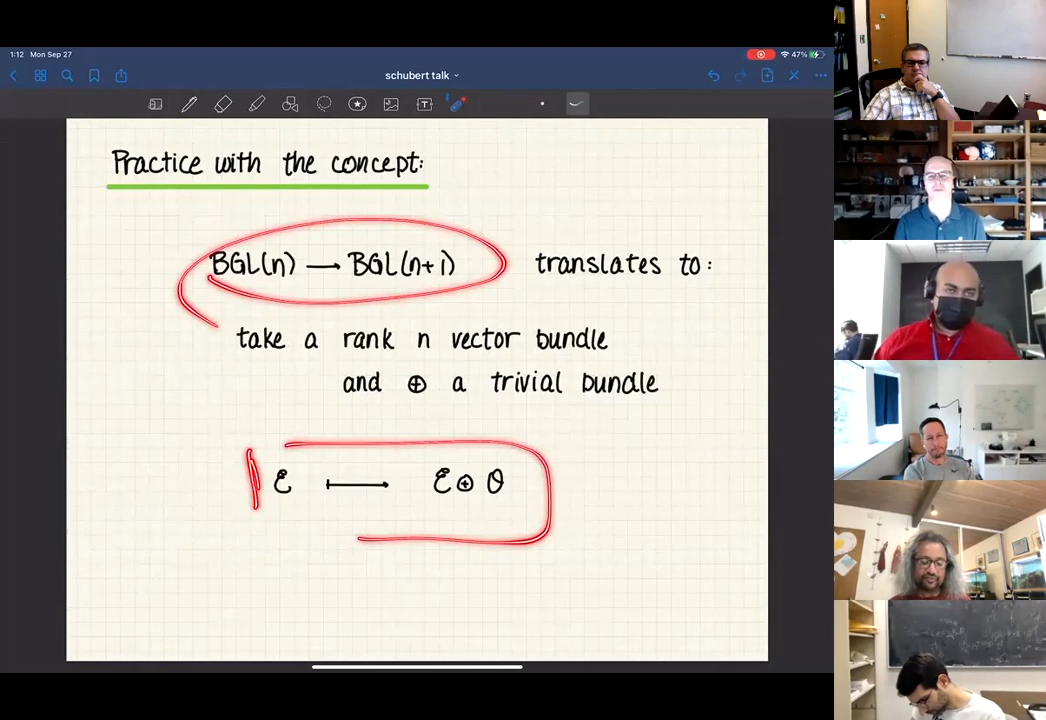 1:12 Mon Sep 27
47%
schubert talk
Practice with the concept:
BGL(n) → BGL(n+1) translates to:
take a rank n vector bundle
and ⊕ a trivial bundle
ℰ ⟼ ℰ ⊕ 𝒪